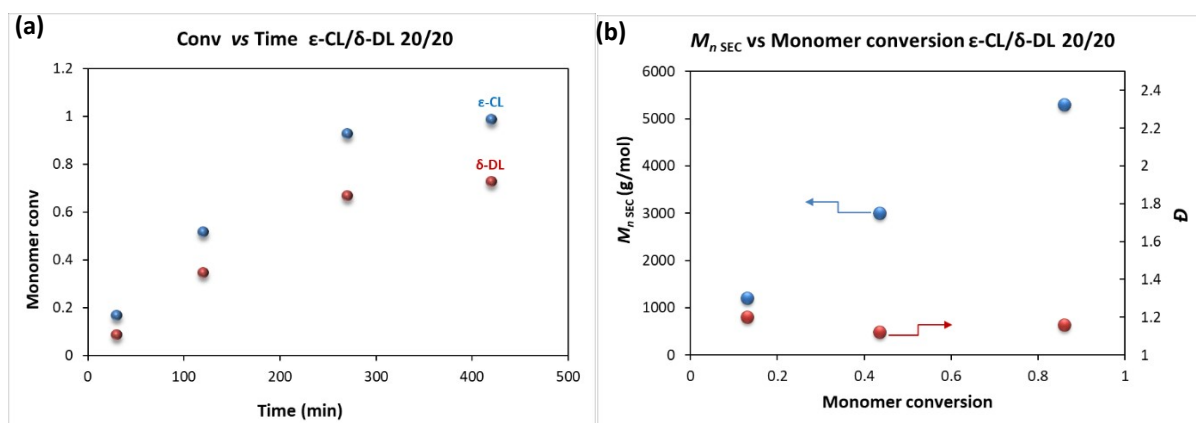 (a)
Conv vs Time ε-CL/δ-DL 20/20
1.2
1
0.8
0.6
0.4
0.2
0
Monomer conv
ε-CL
δ-DL
0 100 200 300 400 500
Time (min)
(b)
Mn SEC vs Monomer conversion ε-CL/δ-DL 20/20
6000
5000
4000
3000
2000
1000
0
Mn SEC (g/mol)
2.4
2.2
2
1.8
1.6
1.4
1.2
1
Đ
0 0.2 0.4 0.6 0.8 1
Monomer conversion